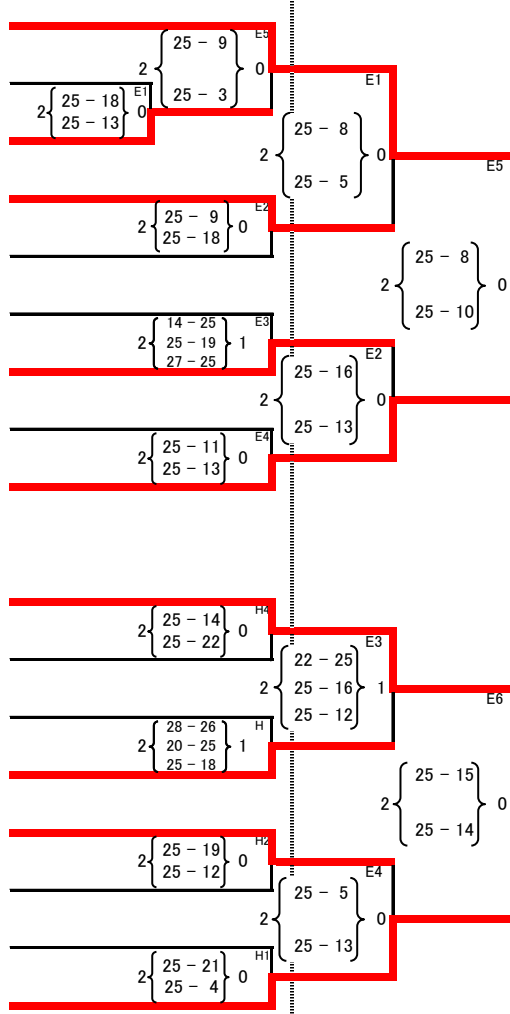 E5
25 - 9
2 0
25 - 3
E1
25 - 18
2 0
25 - 13
E1
25 - 8
2 0
25 - 5
E5
E2
25 - 9
2 0
25 - 18
25 - 8
2 0
25 - 10
E3
14 - 25
2 25 - 19 1
27 - 25
E2
25 - 16
2 0
25 - 13
E4
25 - 11
2 0
25 - 13
H4
25 - 14
2 0
25 - 22
E3
22 - 25
2 25 - 16 1
25 - 12
E6
H
28 - 26
2 20 - 25 1
25 - 18
25 - 15
2 0
25 - 14
H2
25 - 19
2 0
25 - 12
E4
25 - 5
2 0
25 - 13
H1
25 - 21
2 0
25 - 4